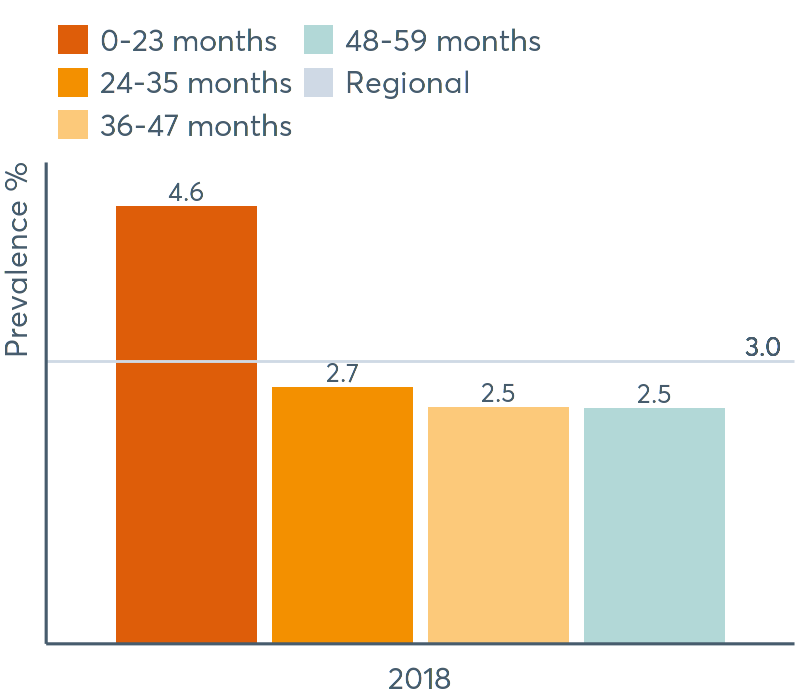 0-23 months
24-35 months
36-47 months
48-59 months
Regional
Prevalence %
4.6
2.7
2.5
2.5
3.0
2018